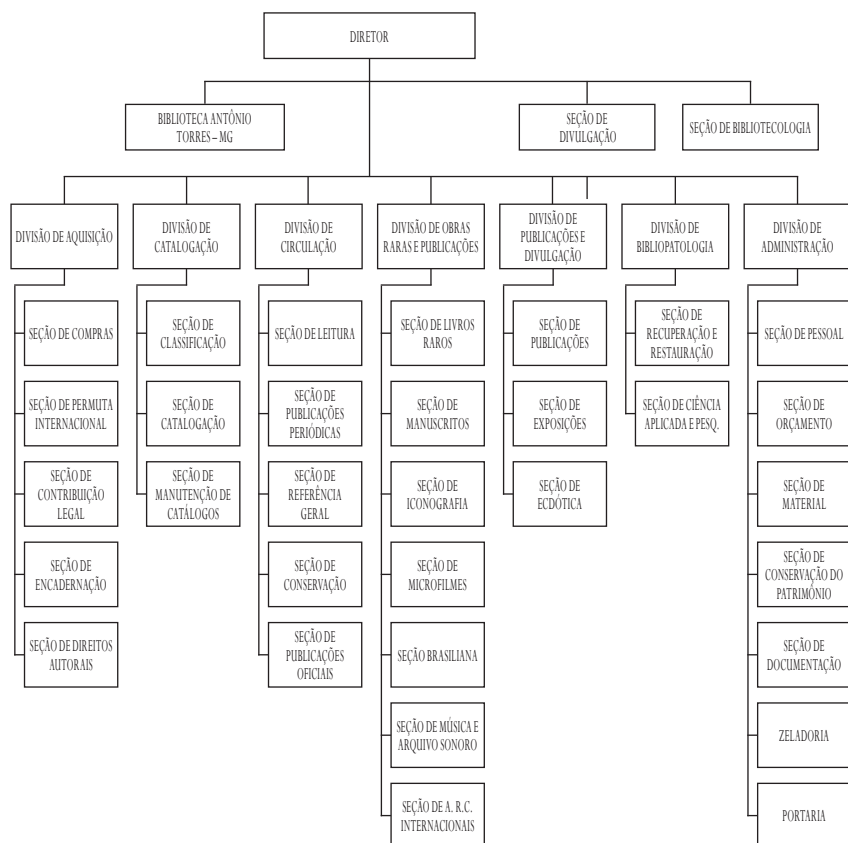 DIRETOR
BIBLIOTECA ANTÔNIO
TORRES – MG
SEÇÃO DE
DIVULGAÇÃO
SEÇÃO DE BIBLIOTECOLOGIA
DIVISÃO DE AQUISIÇÃO
DIVISÃO DE
CATALOGAÇÃO
DIVISÃO DE
CIRCULAÇÃO
DIVISÃO DE OBRAS
RARAS E PUBLICAÇÕES
DIVISÃO DE
PUBLICAÇÕES E
DIVULGAÇÃO
DIVISÃO DE
BIBLIOPATOLOGIA
DIVISÃO DE
ADMINISTRAÇÃO
SEÇÃO DE COMPRAS
SEÇÃO DE PERMUTA
INTERNACIONAL
SEÇÃO DE
CONTRIBUIÇÃO
LEGAL
SEÇÃO DE
ENCADERNAÇÃO
SEÇÃO DE DIREITOS
AUTORAIS
SEÇÃO DE
CLASSIFICAÇÃO
SEÇÃO DE
CATALOGAÇÃO
SEÇÃO DE
MANUTENÇÃO DE
CATÁLOGOS
SEÇÃO DE LEITURA
SEÇÃO DE
PUBLICAÇÕES
PERIÓDICAS
SEÇÃO DE
REFERÊNCIA
GERAL
SEÇÃO DE
CONSERVAÇÃO
SEÇÃO DE
PUBLICAÇÕES
OFICIAIS
SEÇÃO DE LIVROS
RAROS
SEÇÃO DE
MANUSCRITOS
SEÇÃO DE
ICONOGRAFIA
SEÇÃO DE
MICROFILMES
SEÇÃO BRASILIANA
SEÇÃO DE MÚSICA E
ARQUIVO SONORO
SEÇÃO DE A. R. C.
INTERNACIONAIS
SEÇÃO DE
PUBLICAÇÕES
SEÇÃO DE
EXPOSIÇÕES
SEÇÃO DE
ECDÓTICA
SEÇÃO DE
RECUPERAÇÃO E
RESTAURAÇÃO
SEÇÃO DE CIÊNCIA
APLICADA E PESQ.
SEÇÃO DE PESSOAL
SEÇÃO DE
ORÇAMENTO
SEÇÃO DE
MATERIAL
SEÇÃO DE
CONSERVAÇÃO DO
PATRIMÔNIO
SEÇÃO DE
DOCUMENTAÇÃO
ZELADORIA
PORTARIA